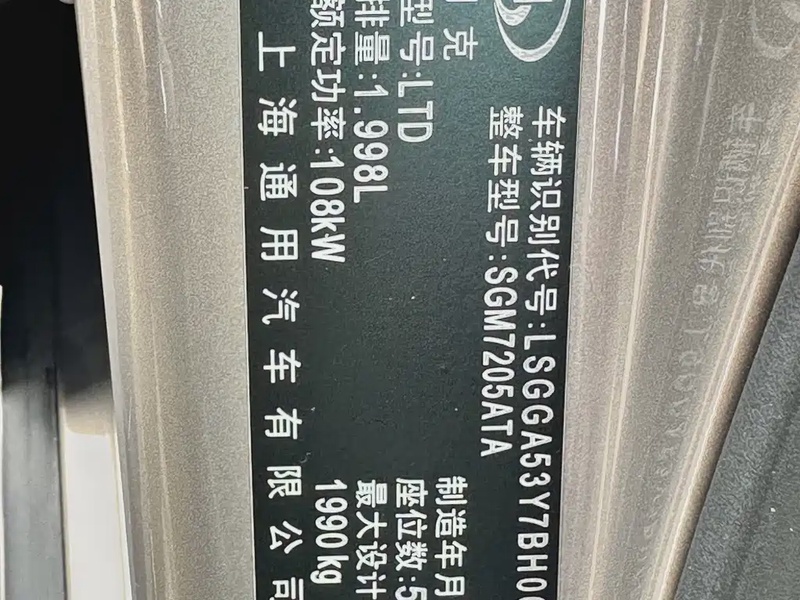 克
车辆识别代号:LSGGA53Y7BH0
整车型号:SGM7205ATA
制造年月
型号:LTD
座位数:5
排量:1.998L
最大设计
额定功率:108kW
1990kg
上海通用汽车有限公司